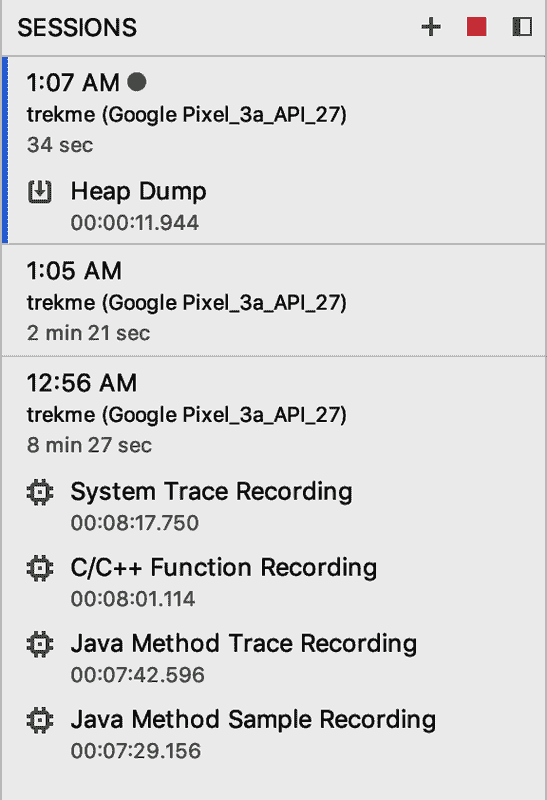 SESSIONS
1:07 AM
trekme (Google Pixel_3a_API_27)
34 sec
Heap Dump
00:00:11.944
1:05 AM
trekme (Google Pixel_3a_API_27)
2 min 21 sec
12:56 AM
trekme (Google Pixel_3a_API_27)
8 min 27 sec
System Trace Recording
00:08:17.750
C/C++ Function Recording
00:08:01.114
Java Method Trace Recording
00:07:42.596
Java Method Sample Recording
00:07:29.156